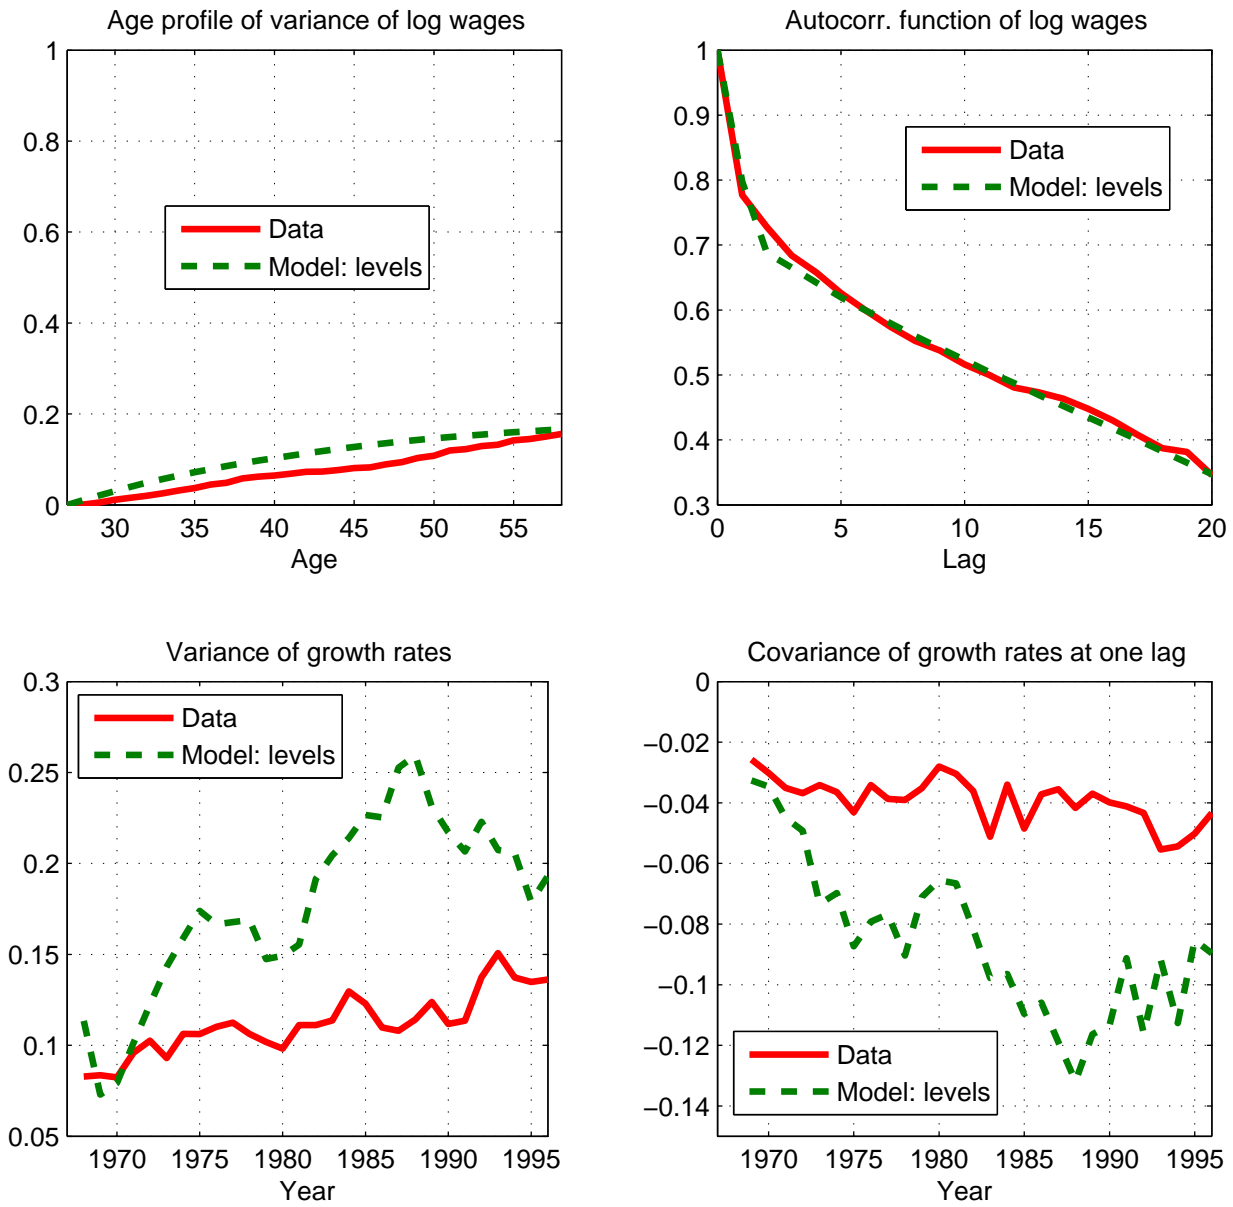 Age profile of variance of log wages
1
0.8
0.6
0.4
0.2
0
Data
Model: levels
30 35 40 45 50 55
Age
Autocorr. function of log wages
1
0.9
0.8
0.7
0.6
0.5
0.4
0.3
Data
Model: levels
0 5 10 15 20
Lag
Variance of growth rates
0.3
0.25
0.2
0.15
0.1
0.05
Data
Model: levels
1970 1975 1980 1985 1990 1995
Year
Covariance of growth rates at one lag
0
−0.02
−0.04
−0.06
−0.08
−0.1
−0.12
−0.14
Data
Model: levels
1970 1975 1980 1985 1990 1995
Year